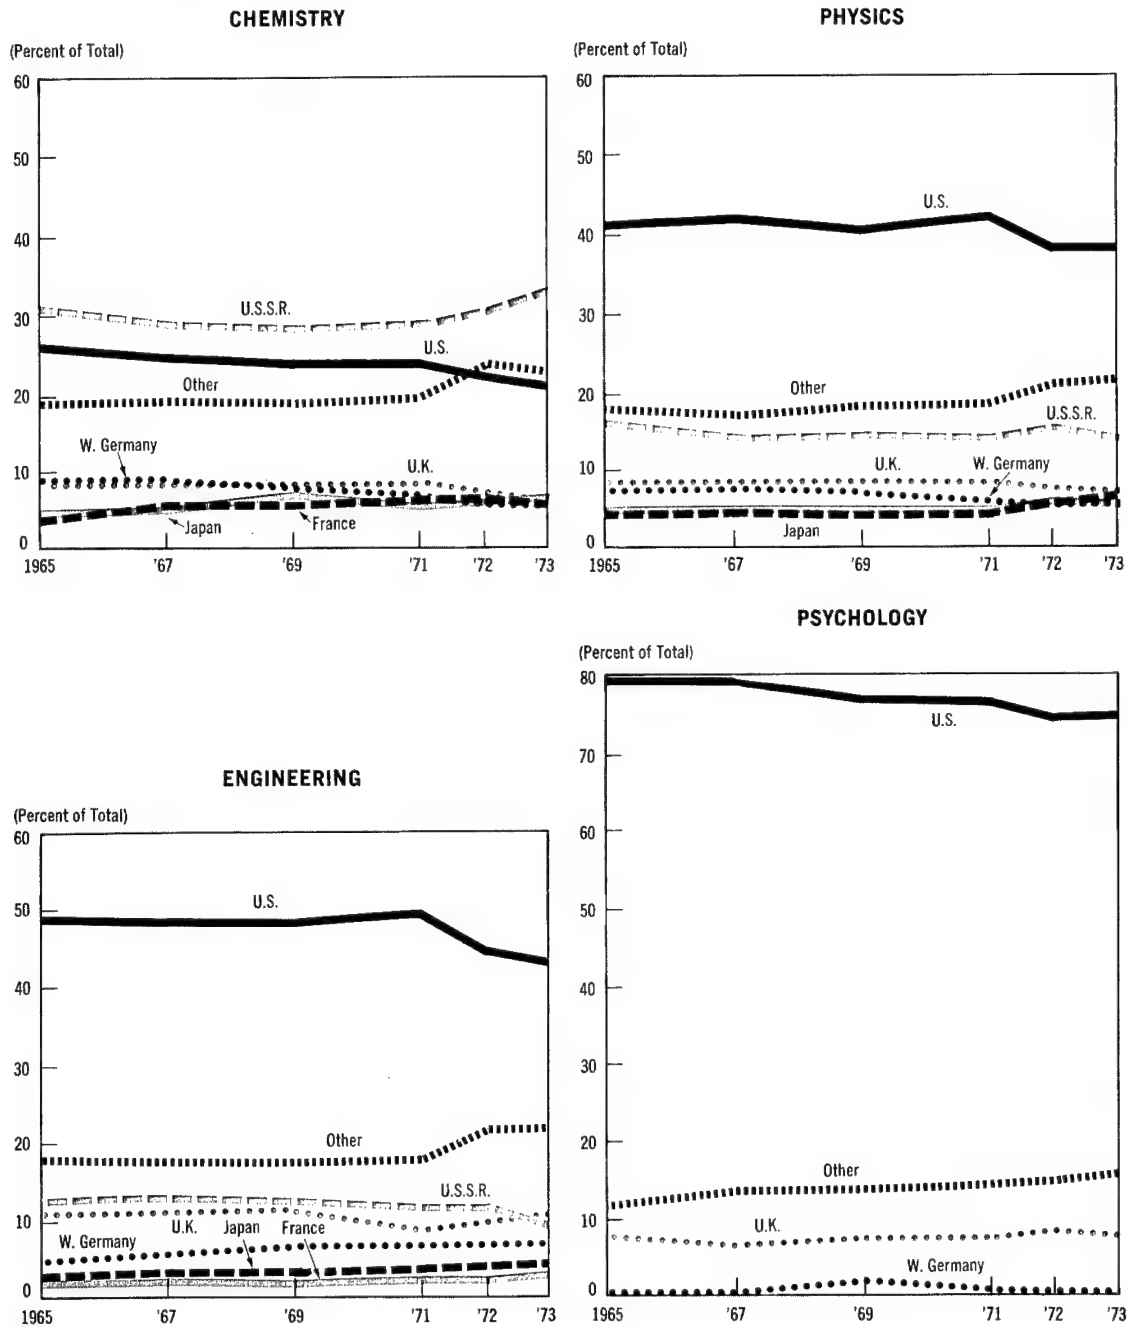 CHEMISTRY
(Percent of Total)
60
50
40
30
20
10
0
U.S.S.R.
U.S.
Other
W. Germany
U.K.
Japan
France
1965 '67 '69 '71 '72 '73
PHYSICS
(Percent of Total)
60
50
40
30
20
10
0
U.S.
Other
U.S.S.R.
U.K.
W. Germany
Japan
1965 '67 '69 '71 '72 '73
ENGINEERING
(Percent of Total)
60
50
40
30
20
10
0
U.S.
Other
U.S.S.R.
U.K. Japan France
W. Germany
1965 '67 '69 '71 '72 '73
PSYCHOLOGY
(Percent of Total)
80
70
60
50
40
30
20
10
0
U.S.
Other
U.K.
W. Germany
1965 '67 '69 '71 '72 '73